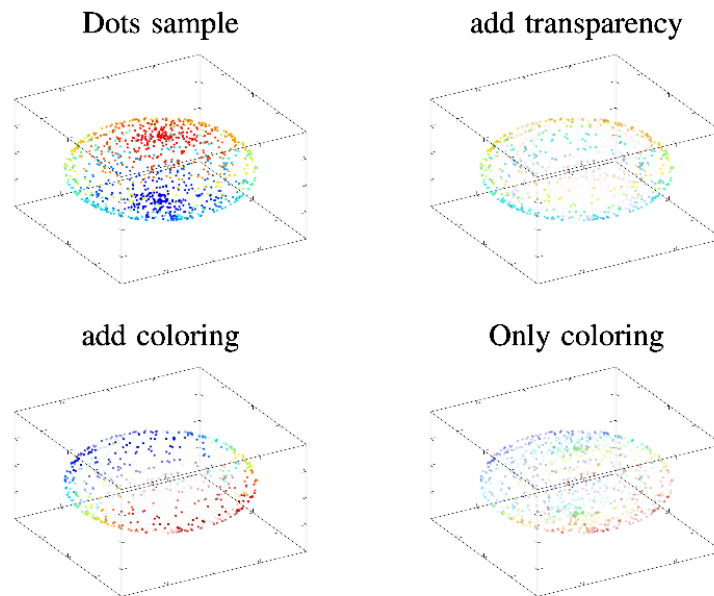 Dots sample
add transparency
add coloring
Only coloring